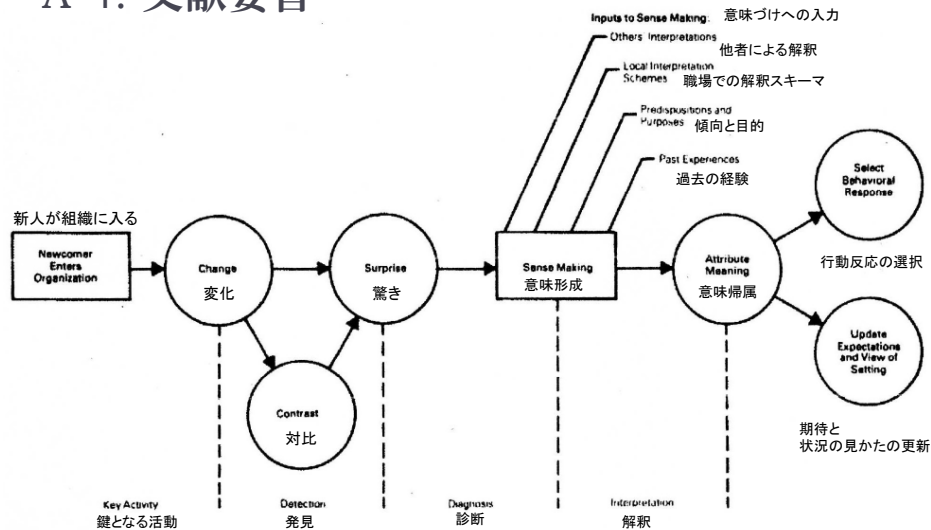 A-4. 文献要旨
Inputs to Sense Making: 意味づけへの入力
Others Interpretations
他者による解釈
Local Interpretation
Schemes 職場での解釈スキーマ
Predispositions and
Purposes 傾向と目的
Past Experiences
過去の経験
Select
Behavioral
Response
行動反応の選択
新人が組織に入る
Newcomer
Enters
Organization
Change
変化
Surprise
驚き
Sense Making
意味形成
Attribute
Meaning
意味帰属
Contrast
対比
Update
Expectations
and View of
Setting
期待と
状況の見かたの更新
Key Activity
鍵となる活動
Detection
発見
Diagnosis
診断
Interpretation
解釈